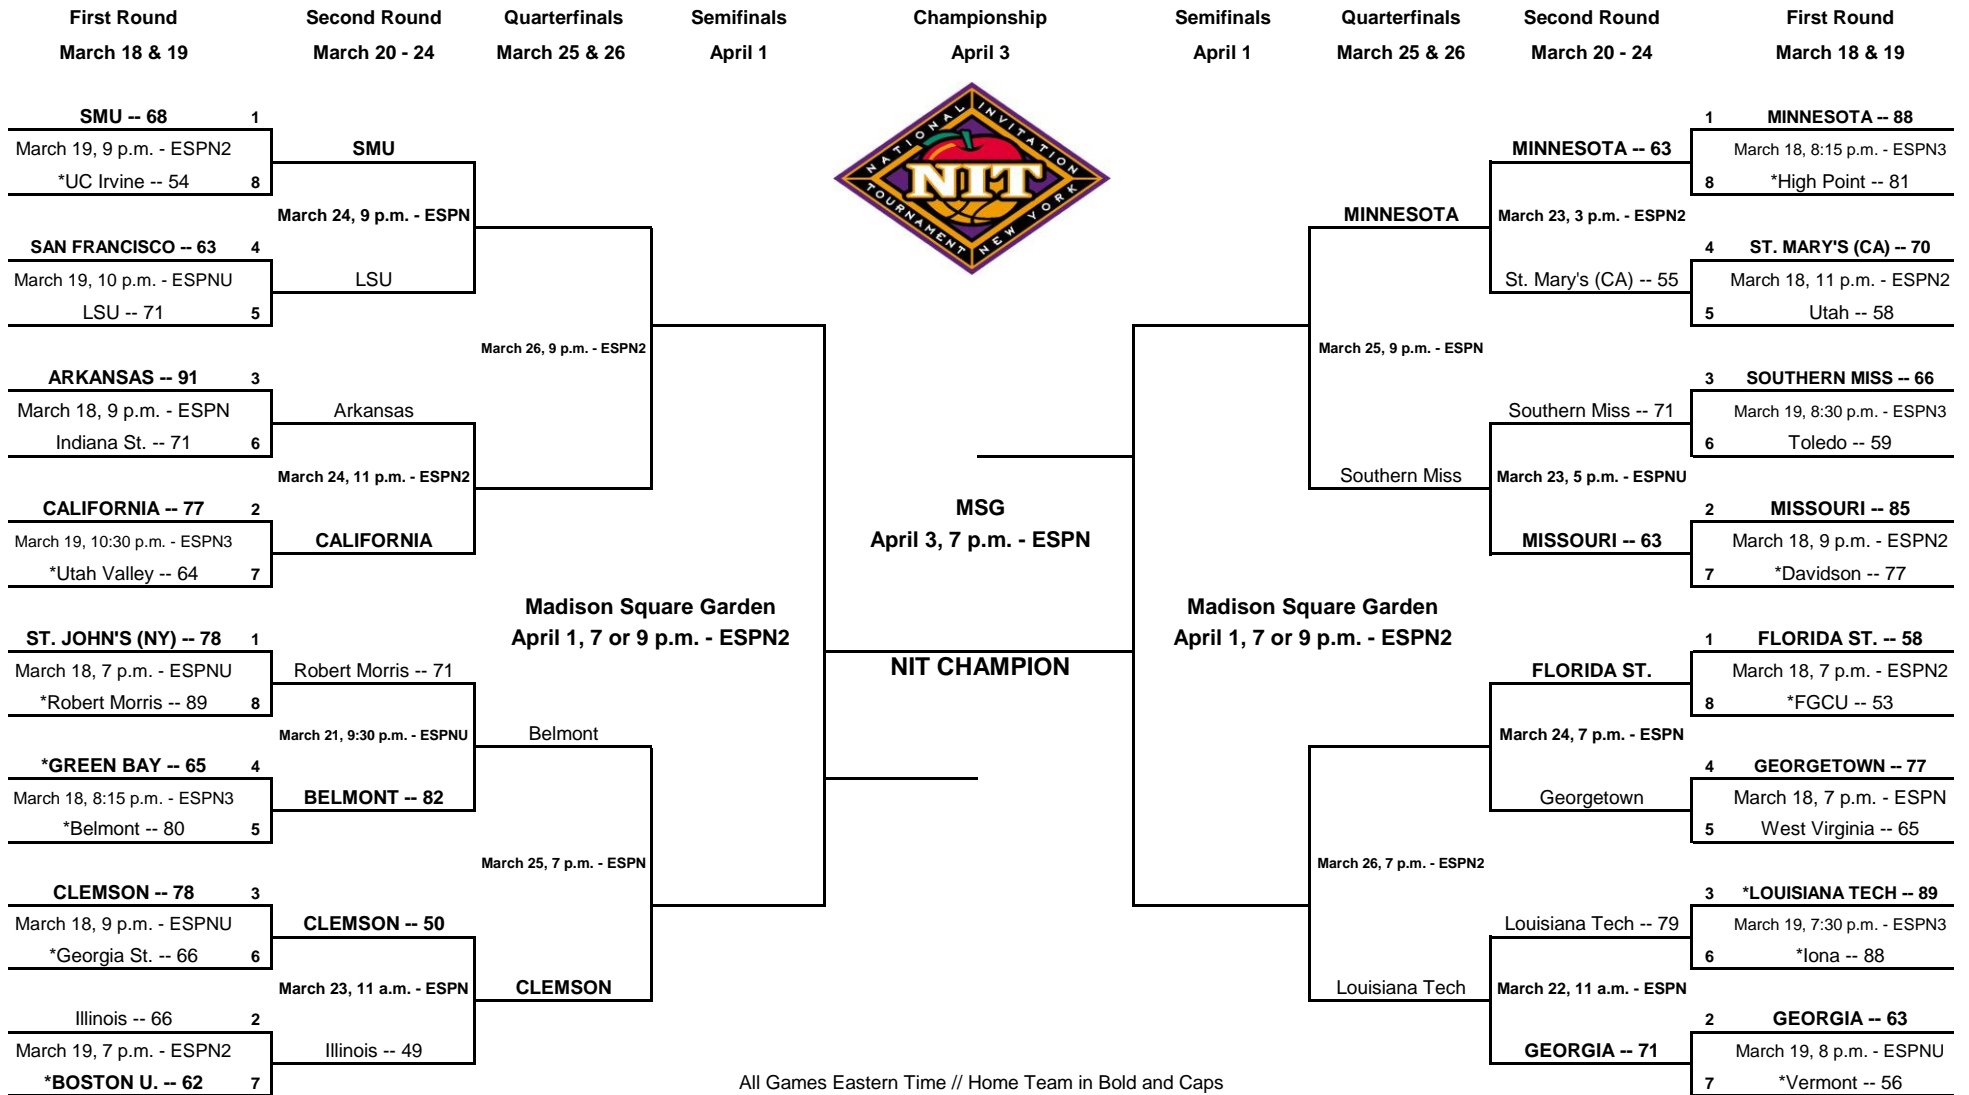 First Round Second Round Quarterfinals Semifinals Championship Semifinals Quarterfinals Second Round First Round
March 18 & 19 March 20 - 24 March 25 & 26 April 1 April 3 April 1 March 25 & 26 March 20 - 24 March 18 & 19
SMU -- 68 1
March 19, 9 p.m. - ESPN2
*UC Irvine -- 54 8
SAN FRANCISCO -- 63 4
March 19, 10 p.m. - ESPNU
LSU -- 71 5
ARKANSAS -- 91 3
March 18, 9 p.m. - ESPN
Indiana St. -- 71 6
CALIFORNIA -- 77 2
March 19, 10:30 p.m. - ESPN3
*Utah Valley -- 64 7
ST. JOHN'S (NY) -- 78 1
March 18, 7 p.m. - ESPNU
*Robert Morris -- 89 8
*GREEN BAY -- 65 4
March 18, 8:15 p.m. - ESPN3
*Belmont -- 80 5
CLEMSON -- 78 3
March 18, 9 p.m. - ESPNU
*Georgia St. -- 66 6
Illinois -- 66 2
March 19, 7 p.m. - ESPN2
*BOSTON U. -- 62 7
SMU
March 24, 9 p.m. - ESPN
LSU
Arkansas
March 24, 11 p.m. - ESPN2
CALIFORNIA
Robert Morris -- 71
March 21, 9:30 p.m. - ESPNU
BELMONT -- 82
CLEMSON -- 50
March 23, 11 a.m. - ESPN
Illinois -- 49
March 26, 9 p.m. - ESPN2
Belmont
March 25, 7 p.m. - ESPN
CLEMSON
Madison Square Garden
April 1, 7 or 9 p.m. - ESPN2
NATIONAL INVITATION
NIT
TOURNAMENT NEW YORK
MSG
April 3, 7 p.m. - ESPN
NIT CHAMPION
Madison Square Garden
April 1, 7 or 9 p.m. - ESPN2
MINNESOTA
March 25, 9 p.m. - ESPN
Southern Miss
March 26, 7 p.m. - ESPN2
Louisiana Tech
MINNESOTA -- 63
March 23, 3 p.m. - ESPN2
St. Mary's (CA) -- 55
Southern Miss -- 71
March 23, 5 p.m. - ESPNU
MISSOURI -- 63
FLORIDA ST.
March 24, 7 p.m. - ESPN
Georgetown
Louisiana Tech -- 79
March 22, 11 a.m. - ESPN
GEORGIA -- 71
1 MINNESOTA -- 88
March 18, 8:15 p.m. - ESPN3
8 *High Point -- 81
4 ST. MARY'S (CA) -- 70
March 18, 11 p.m. - ESPN2
5 Utah -- 58
3 SOUTHERN MISS -- 66
March 19, 8:30 p.m. - ESPN3
6 Toledo -- 59
2 MISSOURI -- 85
March 18, 9 p.m. - ESPN2
7 *Davidson -- 77
1 FLORIDA ST. -- 58
March 18, 7 p.m. - ESPN2
8 *FGCU -- 53
4 GEORGETOWN -- 77
March 18, 7 p.m. - ESPN
5 West Virginia -- 65
3 *LOUISIANA TECH -- 89
March 19, 7:30 p.m. - ESPN3
6 *Iona -- 88
2 GEORGIA -- 63
March 19, 8 p.m. - ESPNU
7 *Vermont -- 56
All Games Eastern Time // Home Team in Bold and Caps